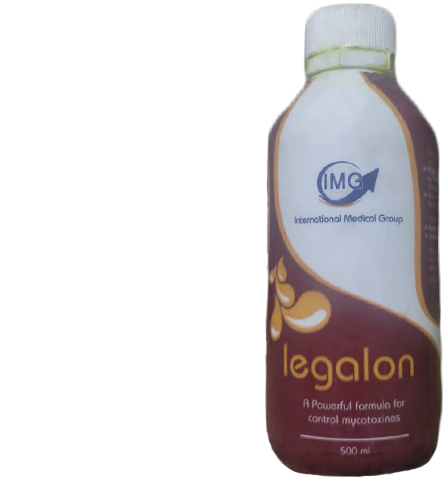 IMG
International Medical Group
legalon
A Powerful formula for
control mycotoxines
500 ml